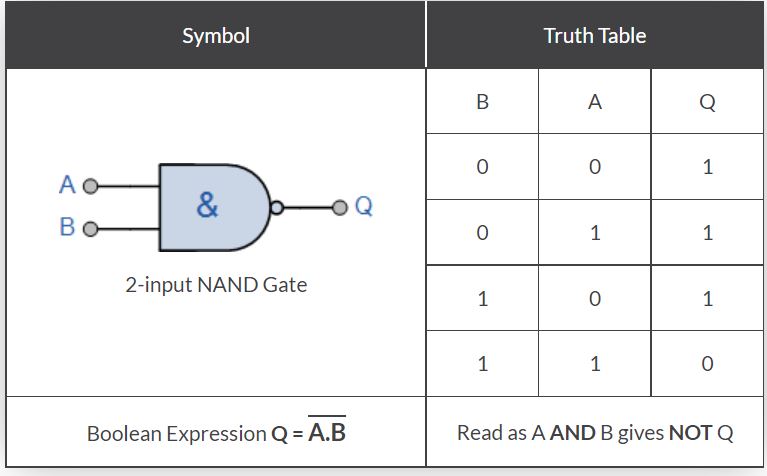 Symbol Truth Table
B A Q
0 0 1
A
&
Q
B
0 1 1
2-input NAND Gate
1 0 1
1 1 0
Boolean Expression Q = A.B Read as A AND B gives NOT Q